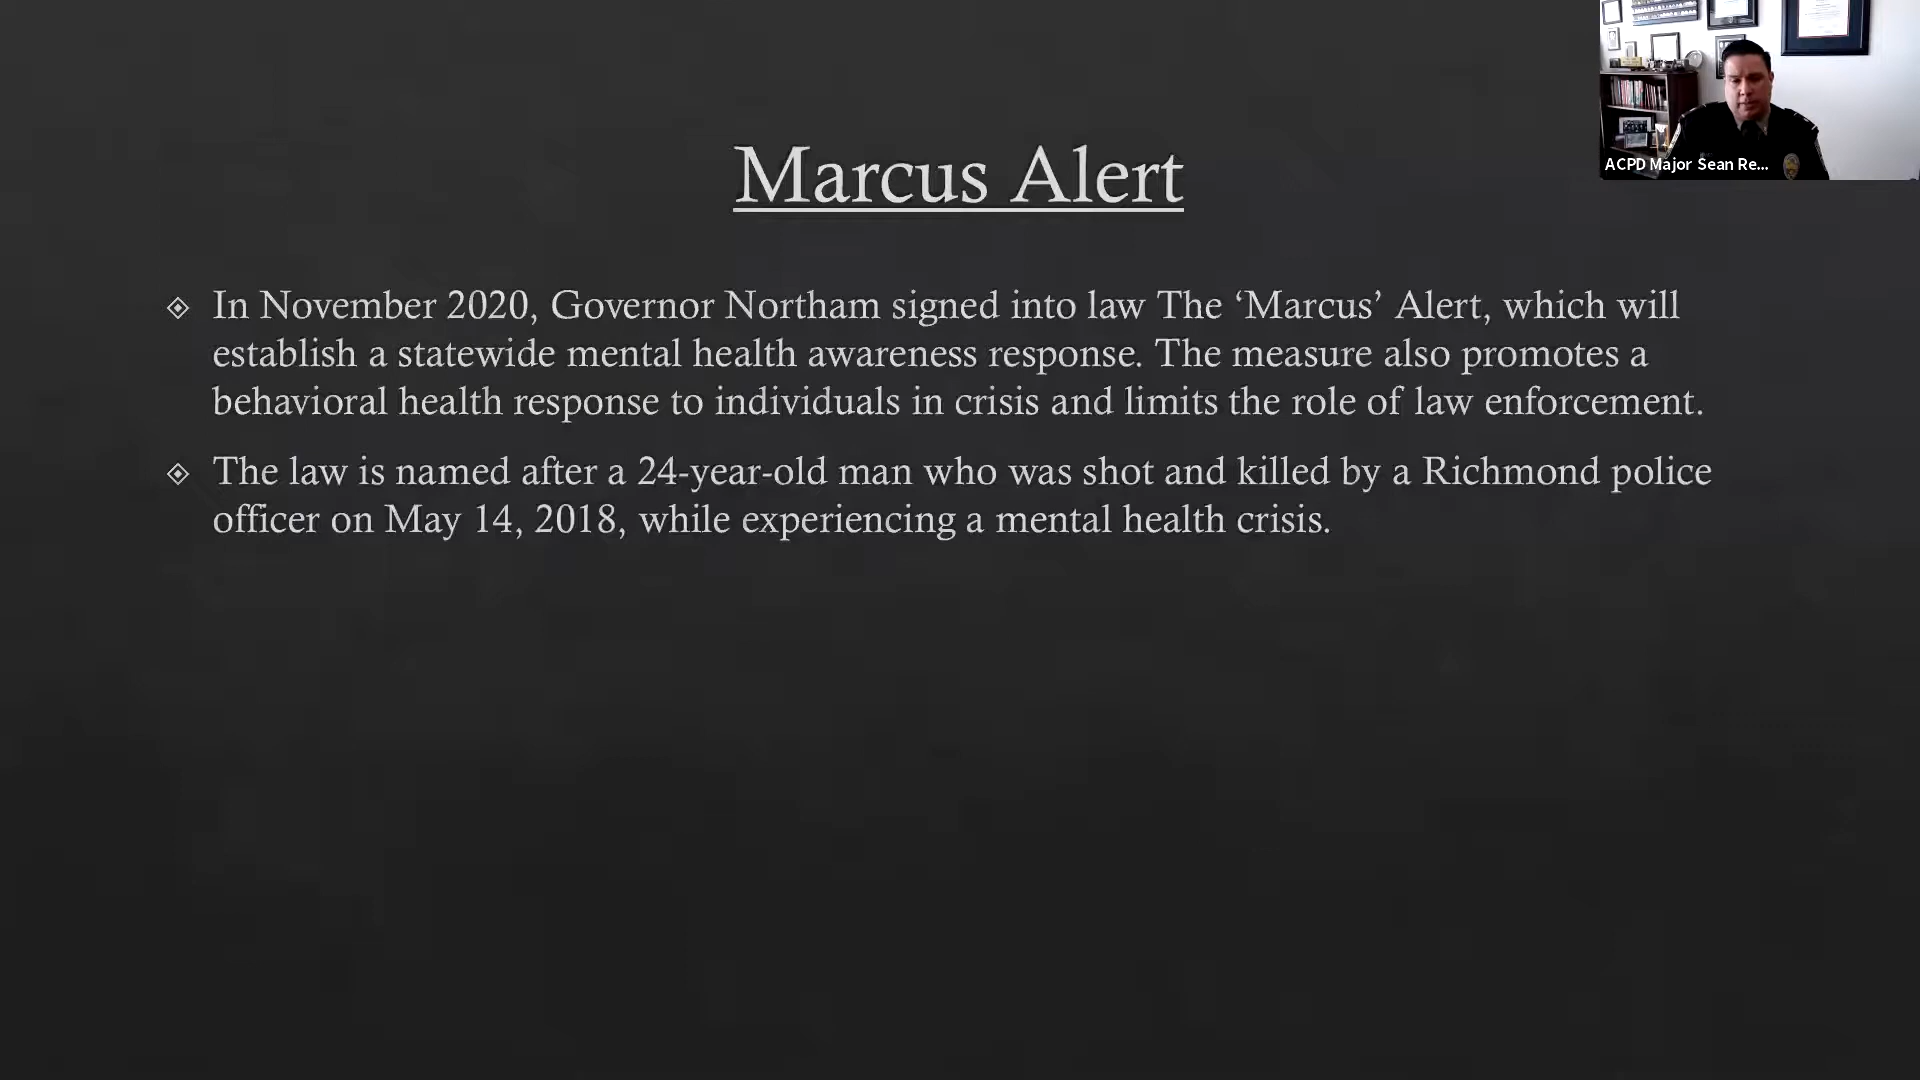 Marcus Alert
In November 2020, Governor Northam signed into law The ‘Marcus’ Alert, which will
establish a statewide mental health awareness response. The measure also promotes a
behavioral health response to individuals in crisis and limits the role of law enforcement.
The law is named after a 24-year-old man who was shot and killed by a Richmond police
officer on May 14, 2018, while experiencing a mental health crisis.
ACPD Major Sean Re...